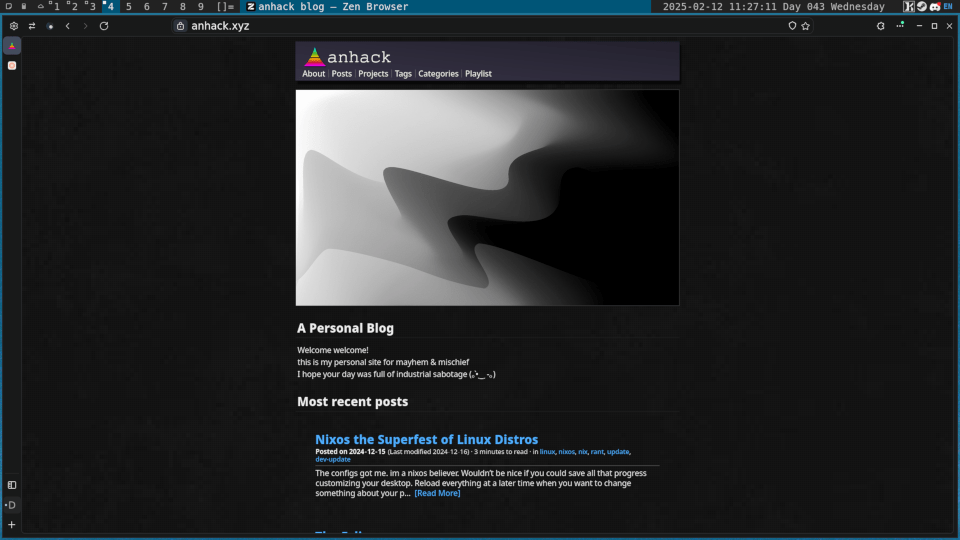 1 2 3 4 5 6 7 8 9 []= anhack blog — Zen Browser 2025-02-12 11:27:11 Day 043 Wednesday EN
anhack.xyz
anhack
About Posts Projects Tags Categories Playlist
A Personal Blog
Welcome welcome!
this is my personal site for mayhem & mischief
I hope your day was full of industrial sabotage
Most recent posts
Nixos the Superfest of Linux Distros
Posted on 2024-12-15 (Last modified 2024-12-16) · 3 minutes to read · in linux, nixos, nix, rant, update,
dev-update
The configs got me. im a nixos believer. Wouldn't be nice if you could save all that progress
customizing your desktop. Reload everything at a later time when you want to change
something about your p... [Read More]